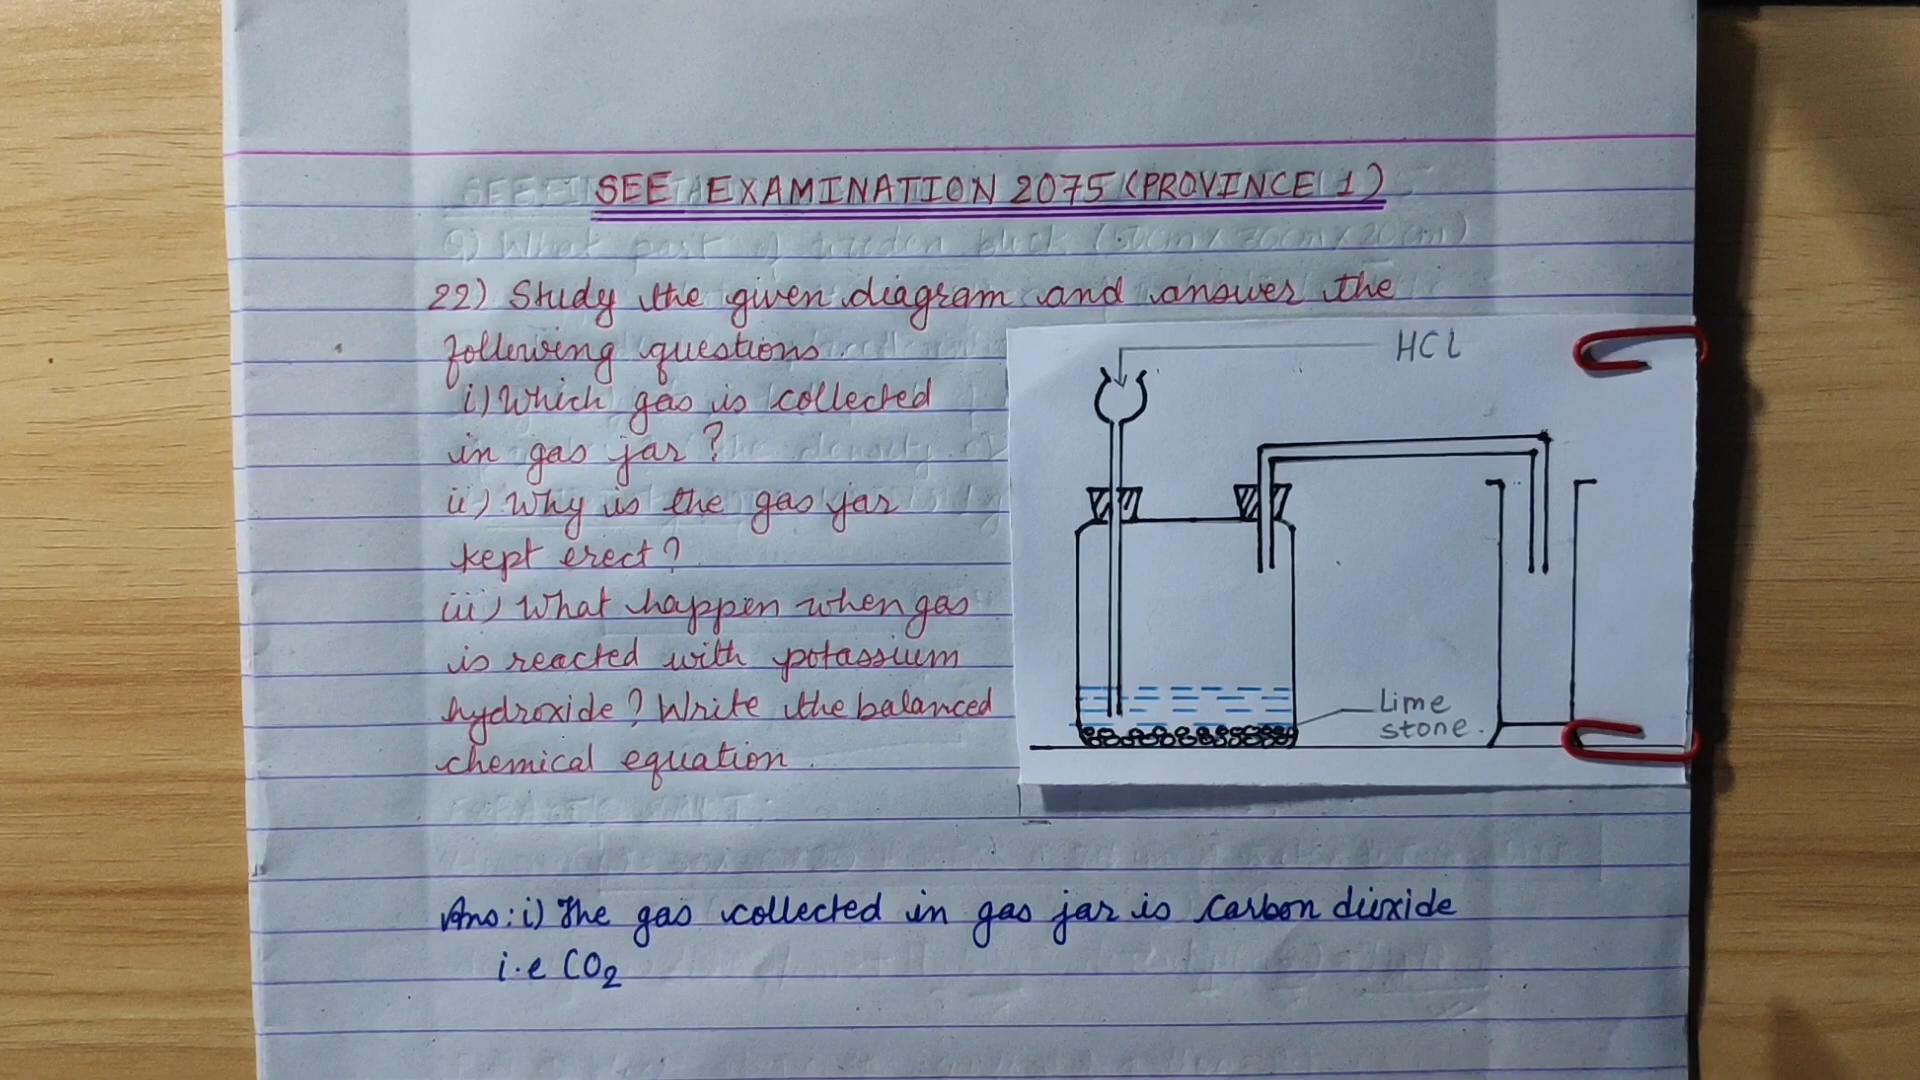 SEE EXAMINATION 2075 (PROVINCE 1)
22) Study the given diagram and answer the
following questions.
i) Which gas is collected
in gas jar?
ii) Why is the gas jar
kept erect?
iii) What happen when gas
is reacted with potassium
hydroxide? Write the balanced
chemical equation.
HCl
Lime
stone.
Ans: i) The gas collected in gas jar is carbon dioxide
i.e CO2